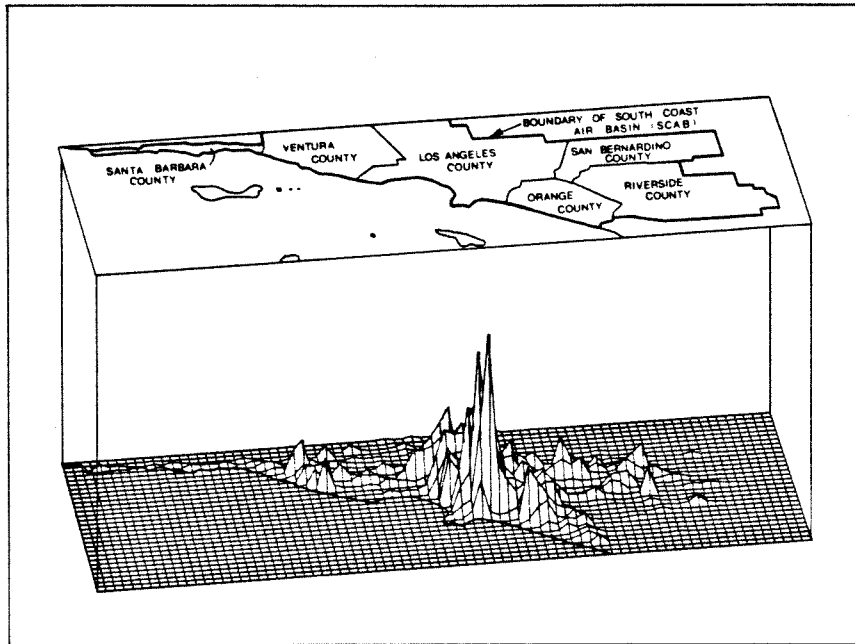 BOUNDARY OF SOUTH COAST
AIR BASIN (SCAB)
VENTURA
COUNTY
LOS ANGELES
COUNTY
SAN BERNARDINO
COUNTY
SANTA BARBARA
COUNTY
ORANGE
COUNTY
RIVERSIDE
COUNTY